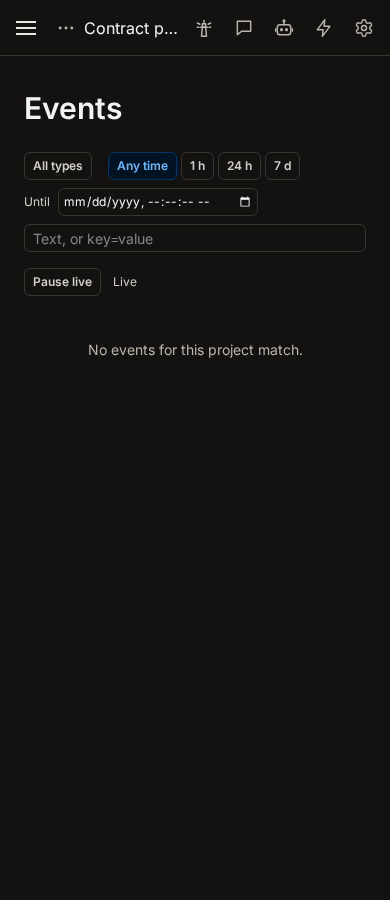 Contract p...
Events
All types Any time 1 h 24 h 7 d
Until mm/dd/yyyy, --:--:-- --
Text, or key=value
Pause live Live
No events for this project match.